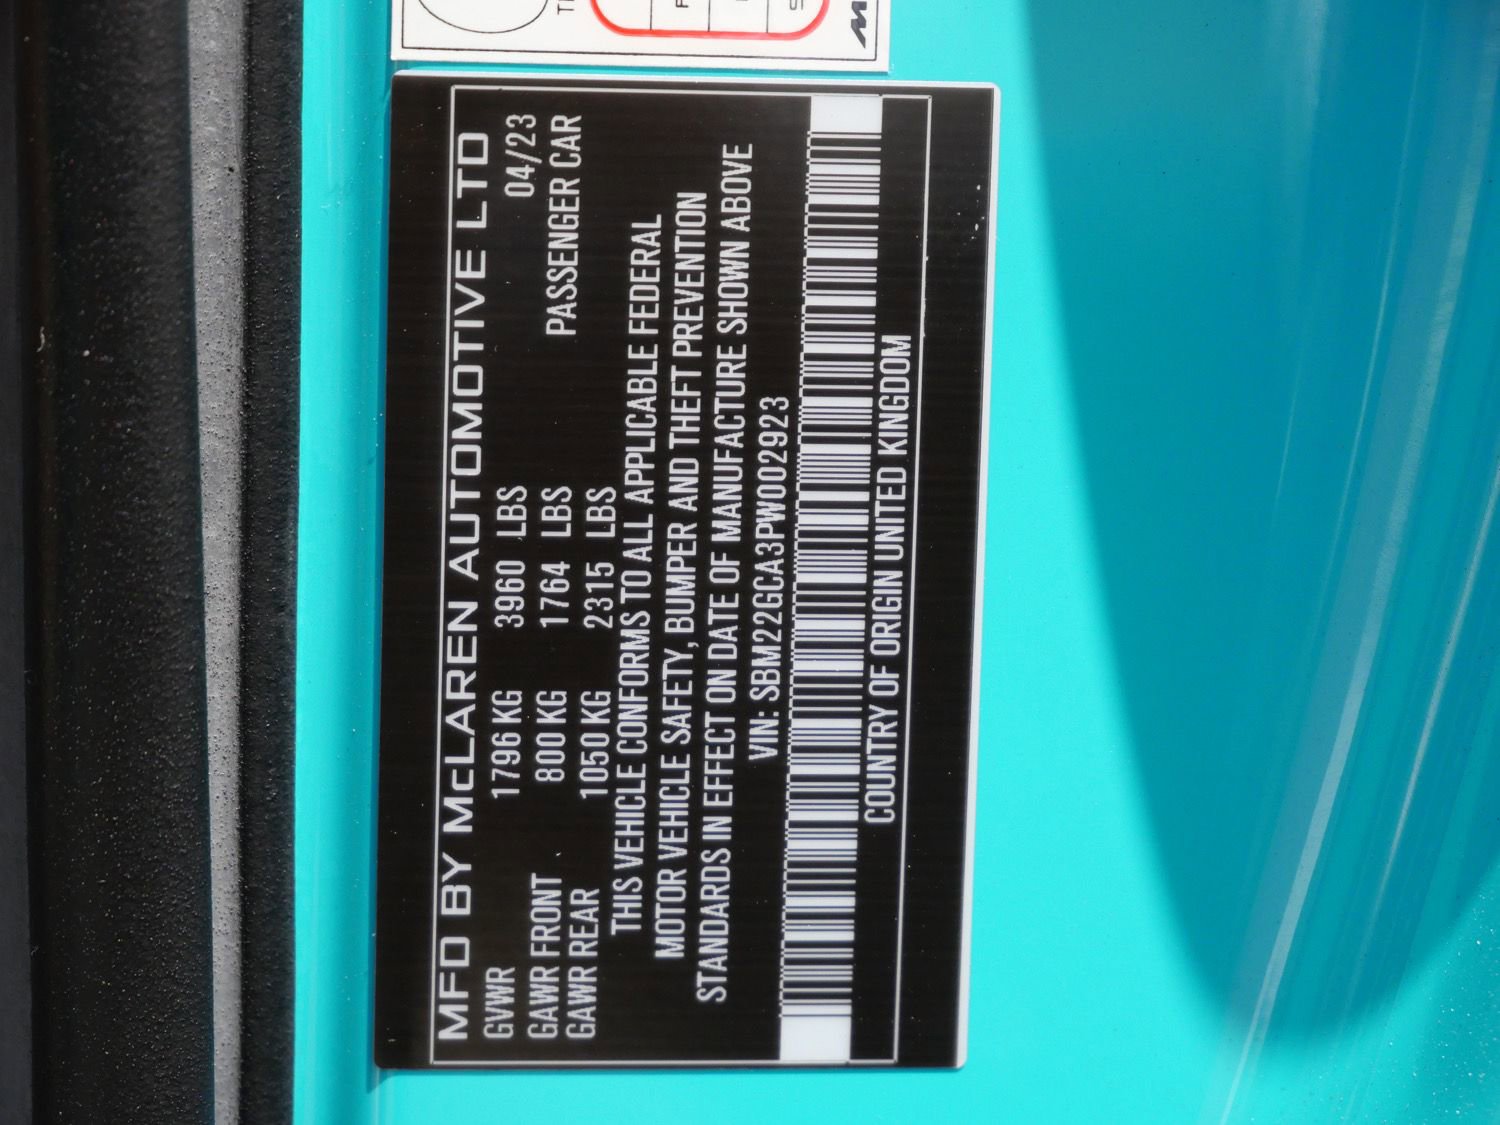 MFD BY McLAREN AUTOMOTIVE LTD
GVWR 1796 KG 3960 LBS 04/23
GAWR FRONT 800 KG 1764 LBS PASSENGER CAR
GAWR REAR 1050 KG 2315 LBS
THIS VEHICLE CONFORMS TO ALL APPLICABLE FEDERAL
MOTOR VEHICLE SAFETY, BUMPER AND THEFT PREVENTION
STANDARDS IN EFFECT ON DATE OF MANUFACTURE SHOWN ABOVE
VIN: SBM22GCA3PW002923
COUNTRY OF ORIGIN UNITED KINGDOM